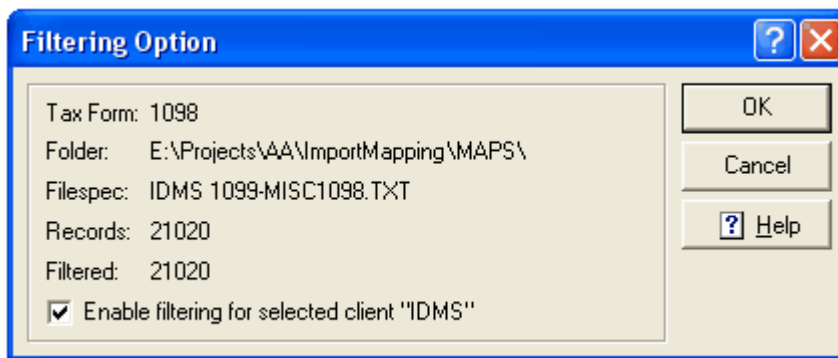 Filtering Option
Tax Form: 1098
Folder: E:\Projects\AA\ImportMapping\MAPS\
Filespec: IDMS 1099-MISC1098.TXT
Records: 21020
Filtered: 21020
Enable filtering for selected client "IDMS"
OK
Cancel
? Help